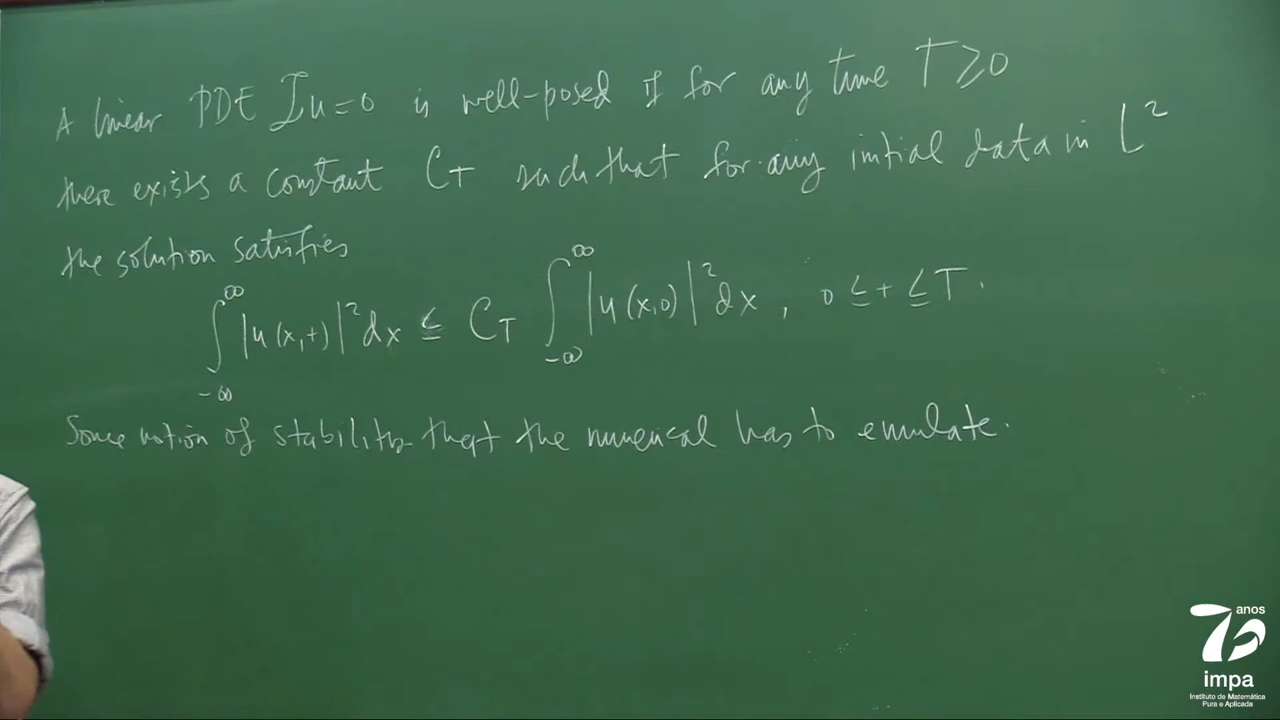 A linear PDE ℒu=0 is well-posed if for any time T≥0
there exists a constant C_T such that for any initial data in L²
the solution satisfies
∫_{-∞}^{∞} |u(x,t)|² dx ≤ C_T ∫_{-∞}^{∞} |u(x,0)|² dx , 0 ≤ t ≤ T.
Some notion of stability that the numerical has to emulate.
75 anos
impa
Instituto de Matemática
Pura e Aplicada